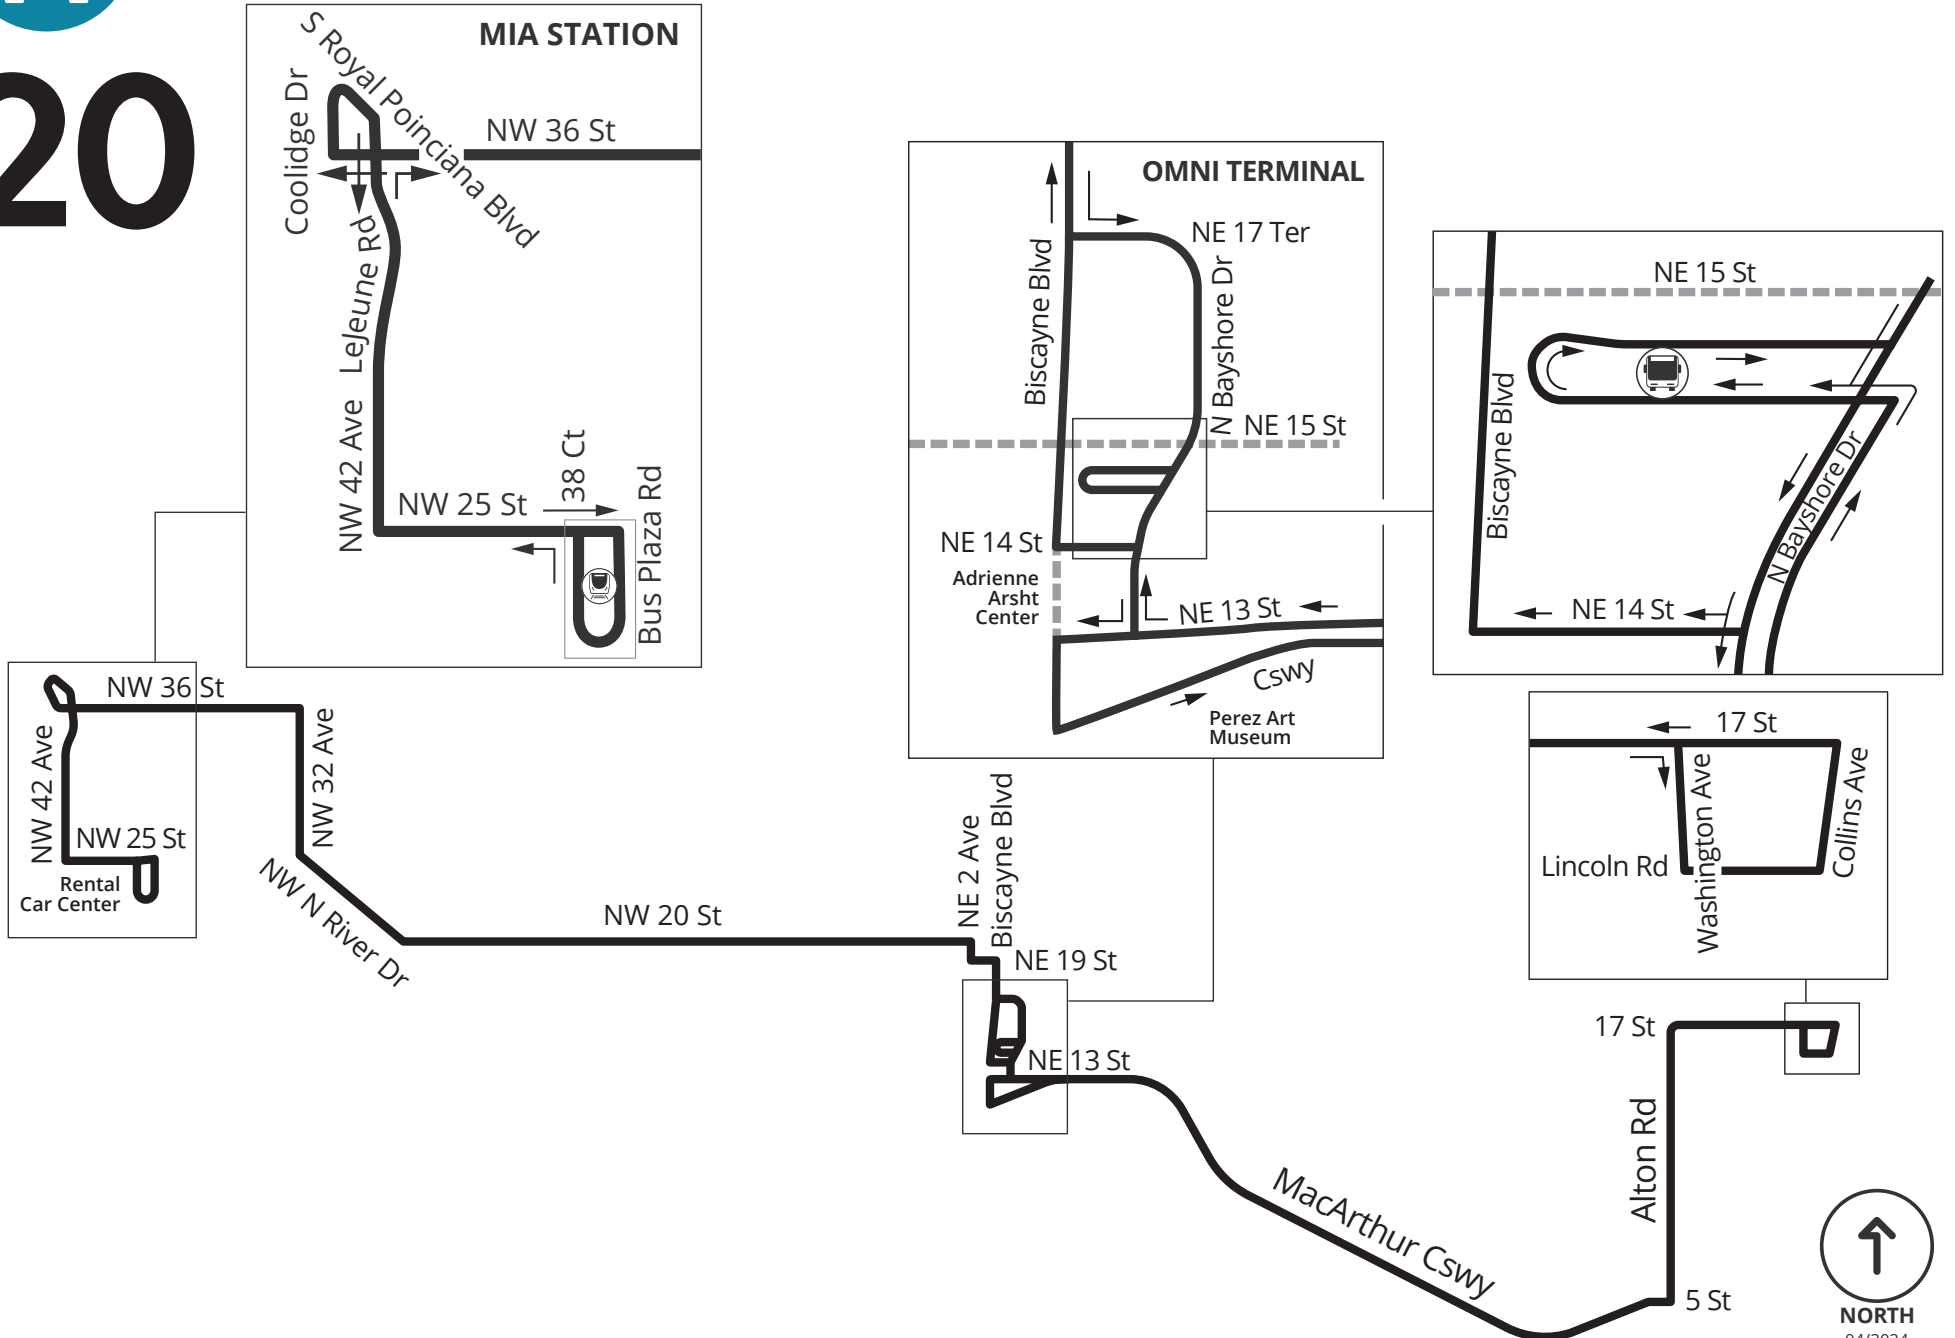 20
MIA STATION
S Royal Poinciana Blvd
Coolidge Dr
NW 36 St
LeJeune Rd
NW 42 Ave
NW 25 St
38 Ct
Bus Plaza Rd
OMNI TERMINAL
NE 17 Ter
Biscayne Blvd
N Bayshore Dr
NE 15 St
NE 14 St
Adrienne
Arsht
Center
NE 13 St
Cswy
Perez Art
Museum
NE 15 St
Biscayne Blvd
N Bayshore Dr
NE 14 St
17 St
Washington Ave
Collins Ave
Lincoln Rd
NW 36 St
NW 42 Ave
NW 32 Ave
NW 25 St
Rental
Car Center
NW N River Dr
NW 20 St
NE 2 Ave
Biscayne Blvd
NE 19 St
NE 13 St
MacArthur Cswy
17 St
Alton Rd
5 St
NORTH
04/2024